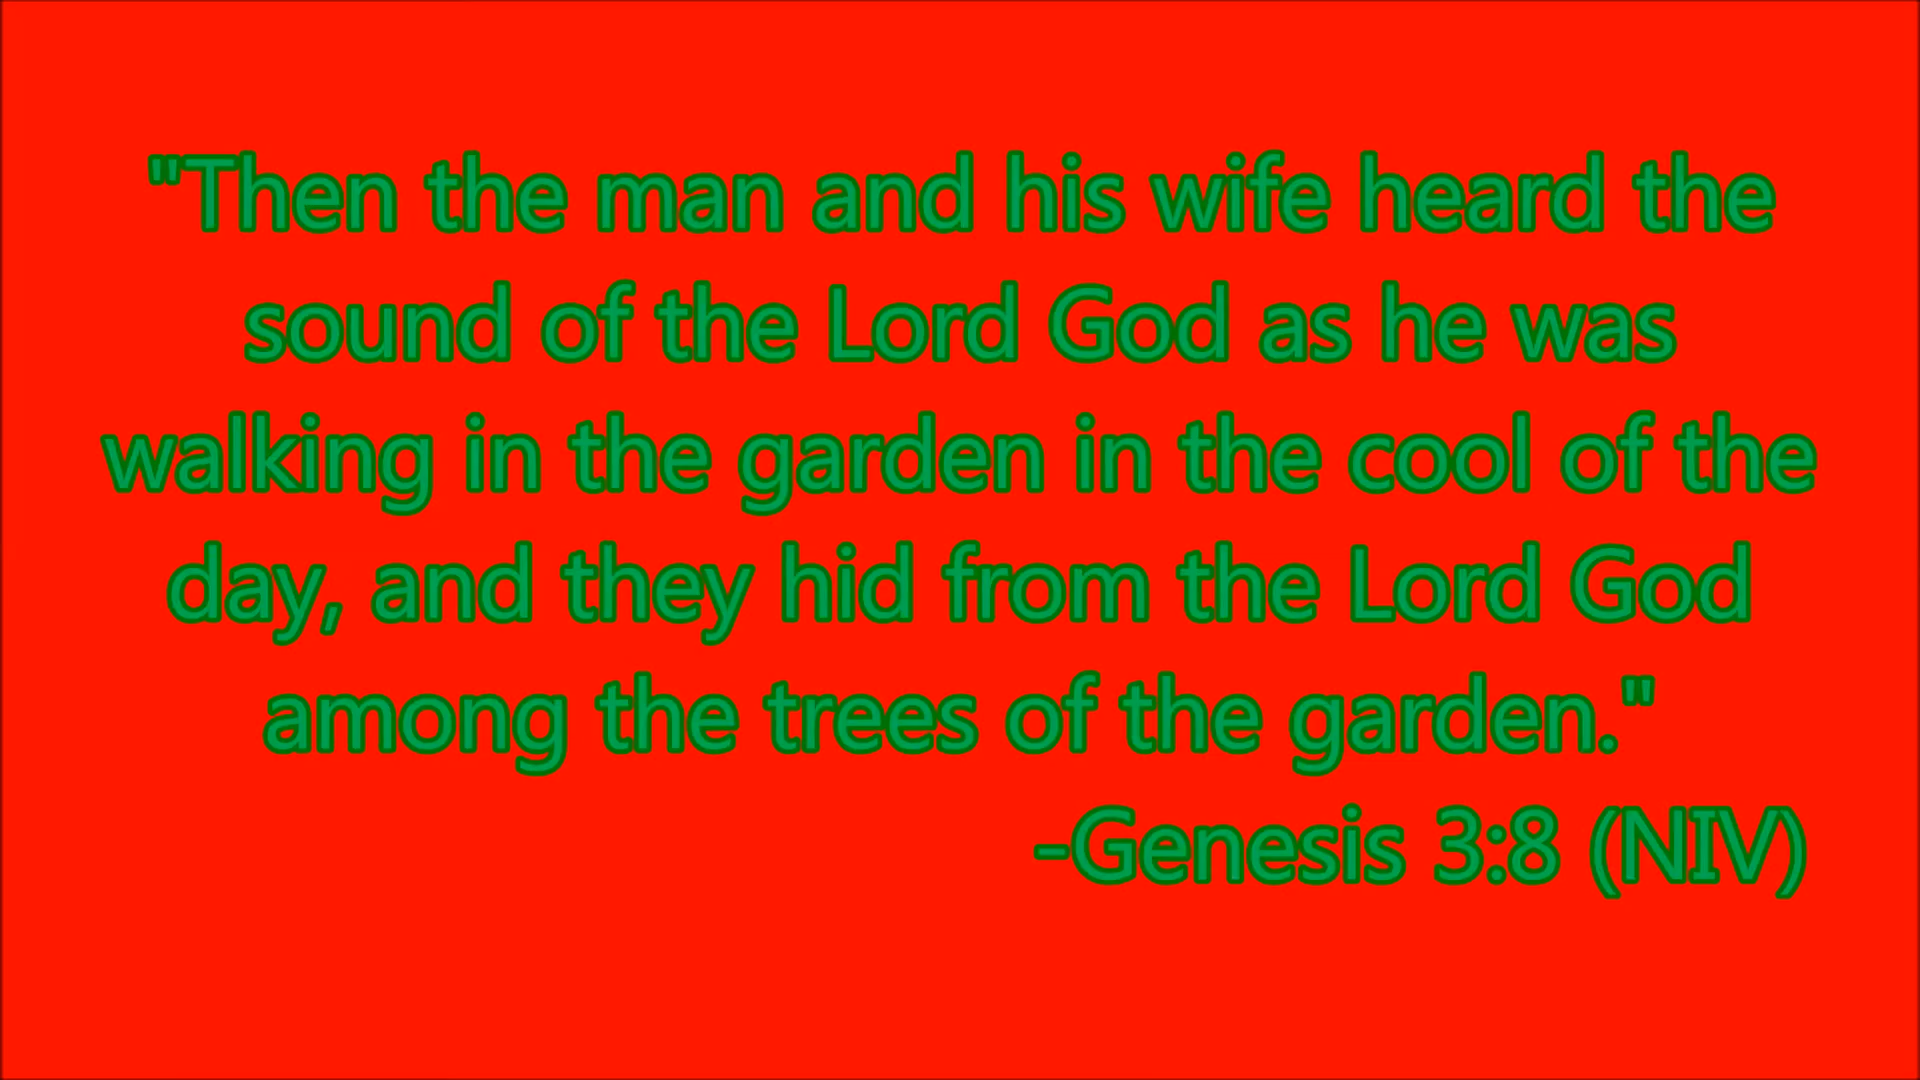 "Then the man and his wife heard the
sound of the Lord God as he was
walking in the garden in the cool of the
day, and they hid from the Lord God
among the trees of the garden."
-Genesis 3:8 (NIV)